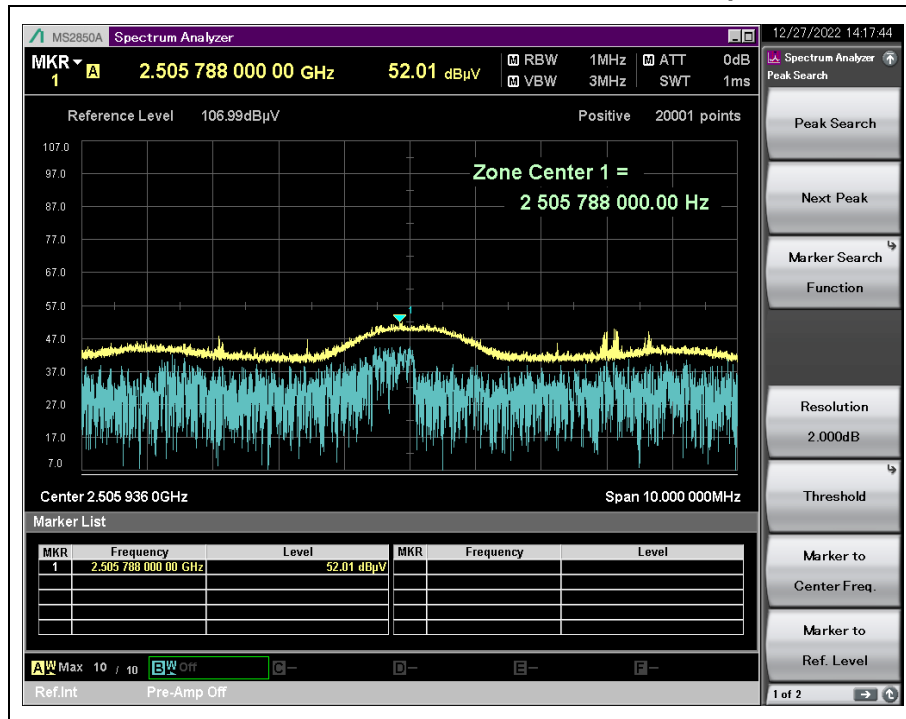 MS2850A Spectrum Analyzer
12/27/2022 14:17:44
MKR 1 A 2.505 788 000 00 GHz 52.01 dBµV
M RBW 1MHz M ATT 0dB
M VBW 3MHz SWT 1ms
Reference Level 106.99dBµV Positive 20001 points
107.0
97.0
87.0
77.0
67.0
57.0
47.0
37.0
27.0
17.0
7.0
Zone Center 1 =
2 505 788 000.00 Hz
1
Center 2.505 936 0GHz Span 10.000 000MHz
Marker List
MKR Frequency Level MKR Frequency Level
1 2.505 788 000 00 GHz 52.01 dBµV
A W Max 10 / 10 B W Off C - D - E - F -
Ref.Int Pre-Amp Off
Spectrum Analyzer
Peak Search
Peak Search
Next Peak
Marker Search
Function
Resolution
2.000dB
Threshold
Marker to
Center Freq.
Marker to
Ref. Level
1 of 2